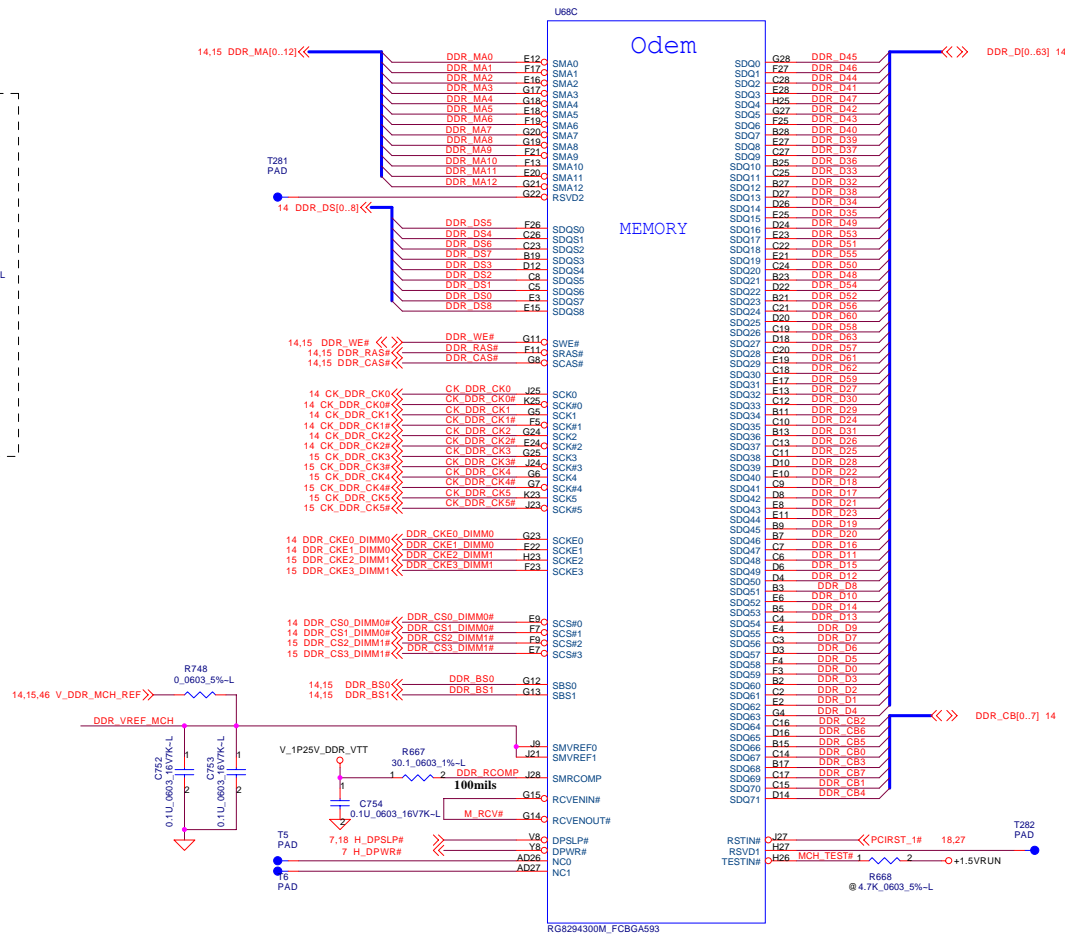 U68C
Odem
MEMORY
14,15 DDR_MA[0..12]
DDR_MA0 E12 SMA0
DDR_MA1 F17 SMA1
DDR_MA2 E16 SMA2
DDR_MA3 G17 SMA3
DDR_MA4 G18 SMA4
DDR_MA5 E18 SMA5
DDR_MA6 F19 SMA6
DDR_MA7 G20 SMA7
DDR_MA8 G19 SMA8
DDR_MA9 F21 SMA9
DDR_MA10 F13 SMA10
DDR_MA11 E20 SMA11
DDR_MA12 G21 SMA12
T281
PAD
G22 RSVD2
14 DDR_DS[0..8]
DDR_DS5 F26 SDQS0
DDR_DS4 C26 SDQS1
DDR_DS6 C23 SDQS2
DDR_DS7 B19 SDQS3
DDR_DS3 D12 SDQS4
DDR_DS2 C8 SDQS5
DDR_DS1 C5 SDQS6
DDR_DS0 E3 SDQS7
DDR_DS8 E15 SDQS8
L
14,15 DDR_WE# DDR_WE# G11 SWE#
14,15 DDR_RAS# DDR_RAS# F11 SRAS#
14,15 DDR_CAS# DDR_CAS# G8 SCAS#
14 CK_DDR_CK0 CK_DDR_CK0 J25 SCK0
14 CK_DDR_CK0# CK_DDR_CK0# K25 SCK#0
14 CK_DDR_CK1 CK_DDR_CK1 G5 SCK1
14 CK_DDR_CK1# CK_DDR_CK1# F5 SCK#1
14 CK_DDR_CK2 CK_DDR_CK2 G24 SCK2
14 CK_DDR_CK2# CK_DDR_CK2# E24 SCK#2
15 CK_DDR_CK3 CK_DDR_CK3 G25 SCK3
15 CK_DDR_CK3# CK_DDR_CK3# J24 SCK#3
15 CK_DDR_CK4 CK_DDR_CK4 G6 SCK4
15 CK_DDR_CK4# CK_DDR_CK4# G7 SCK#4
15 CK_DDR_CK5 CK_DDR_CK5 K23 SCK5
15 CK_DDR_CK5# CK_DDR_CK5# J23 SCK#5
14 DDR_CKE0_DIMM0 DDR_CKE0_DIMM0 G23 SCKE0
14 DDR_CKE1_DIMM0 DDR_CKE1_DIMM0 E22 SCKE1
15 DDR_CKE2_DIMM1 DDR_CKE2_DIMM1 H23 SCKE2
15 DDR_CKE3_DIMM1 DDR_CKE3_DIMM1 F23 SCKE3
14 DDR_CS0_DIMM0# DDR_CS0_DIMM0# E9 SCS#0
14 DDR_CS1_DIMM0# DDR_CS1_DIMM0# F7 SCS#1
15 DDR_CS2_DIMM1# DDR_CS2_DIMM1# F9 SCS#2
15 DDR_CS3_DIMM1# DDR_CS3_DIMM1# E7 SCS#3
14,15 DDR_BS0 DDR_BS0 G12 SBS0
14,15 DDR_BS1 DDR_BS1 G13 SBS1
R748
0_0603_5%~L
14,15,46 V_DDR_MCH_REF
DDR_VREF_MCH
J9 SMVREF0
J21 SMVREF1
C752
0.1U_0603_16V7K~L
1
2
C753
0.1U_0603_16V7K~L
1
2
V_1P25V_DDR_VTT
R667
30.1_0603_1%~L
1 2 DDR_RCOMP J28 SMRCOMP
100mils
1
C754
0.1U_0603_16V7K~L
2
G15 RCVENIN#
M_RCV# G14 RCVENOUT#
7,18 H_DPSLP# V8 DPSLP#
7 H_DPWR# Y8 DPWR#
T5
PAD
AD26 NC0
AD27 NC1
T6
PAD
DDR_D[0..63] 14
SDQ0 G28 DDR_D45
SDQ1 F27 DDR_D46
SDQ2 C28 DDR_D44
SDQ3 E28 DDR_D41
SDQ4 H25 DDR_D47
SDQ5 G27 DDR_D42
SDQ6 F25 DDR_D43
SDQ7 B28 DDR_D40
SDQ8 E27 DDR_D39
SDQ9 C27 DDR_D37
SDQ10 B25 DDR_D36
SDQ11 C25 DDR_D33
SDQ12 B27 DDR_D32
SDQ13 D27 DDR_D38
SDQ14 D26 DDR_D34
SDQ15 E25 DDR_D35
SDQ16 D24 DDR_D49
SDQ17 E23 DDR_D53
SDQ18 C22 DDR_D51
SDQ19 E21 DDR_D55
SDQ20 C24 DDR_D50
SDQ21 B23 DDR_D48
SDQ22 D22 DDR_D54
SDQ23 B21 DDR_D52
SDQ24 C21 DDR_D56
SDQ25 D20 DDR_D60
SDQ26 C19 DDR_D58
SDQ27 D18 DDR_D63
SDQ28 C20 DDR_D57
SDQ29 E19 DDR_D61
SDQ30 C18 DDR_D62
SDQ31 E17 DDR_D59
SDQ32 E13 DDR_D27
SDQ33 C12 DDR_D30
SDQ34 B11 DDR_D29
SDQ35 C10 DDR_D24
SDQ36 B13 DDR_D31
SDQ37 C13 DDR_D26
SDQ38 C11 DDR_D25
SDQ39 D10 DDR_D28
SDQ40 E10 DDR_D22
SDQ41 C9 DDR_D18
SDQ42 D8 DDR_D17
SDQ43 E8 DDR_D21
SDQ44 E11 DDR_D23
SDQ45 B9 DDR_D19
SDQ46 B7 DDR_D20
SDQ47 C7 DDR_D16
SDQ48 C6 DDR_D11
SDQ49 D6 DDR_D15
SDQ50 D4 DDR_D12
SDQ51 B3 DDR_D8
SDQ52 E6 DDR_D10
SDQ53 B5 DDR_D14
SDQ54 C4 DDR_D13
SDQ55 E4 DDR_D9
SDQ56 C3 DDR_D7
SDQ57 D3 DDR_D6
SDQ58 F4 DDR_D5
SDQ59 F3 DDR_D0
SDQ60 B2 DDR_D3
SDQ61 C2 DDR_D2
SDQ62 E2 DDR_D1
SDQ63 G4 DDR_D4
SDQ64 C16 DDR_CB2
SDQ65 D16 DDR_CB6
SDQ66 B15 DDR_CB5
SDQ67 C14 DDR_CB0
SDQ68 B17 DDR_CB3
SDQ69 C17 DDR_CB7
SDQ70 C15 DDR_CB1
SDQ71 D14 DDR_CB4
DDR_CB[0..7] 14
RSTIN# J27 PCIRST_1# 18,27
RSVD1 H27
T282
PAD
TESTIN# H26 MCH_TEST# 1 2 +1.5VRUN
R668
@4.7K_0603_5%~L
RG8294300M_FCBGA593